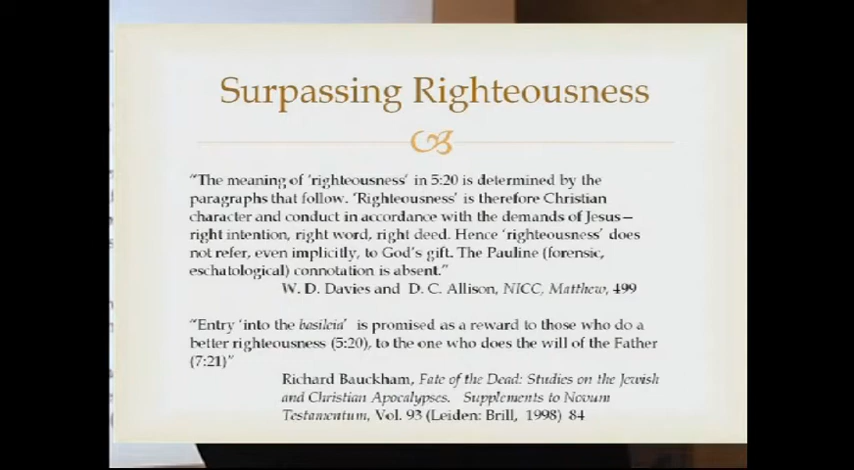 Surpassing Righteousness
“The meaning of ‘righteousness’ in 5:20 is determined by the
paragraphs that follow. ‘Righteousness’ is therefore Christian
character and conduct in accordance with the demands of Jesus—
right intention, right word, right deed. Hence ‘righteousness’ does
not refer, even implicitly, to God’s gift. The Pauline (forensic,
eschatological) connotation is absent.”
W. D. Davies and D. C. Allison, NICC, Matthew, 499
“Entry ‘into the basileia’ is promised as a reward to those who do a
better righteousness (5:20), to the one who does the will of the Father
(7:21)”
Richard Bauckham, Fate of the Dead: Studies on the Jewish
and Christian Apocalypses. Supplements to Novum
Testamentum, Vol. 93 (Leiden: Brill, 1998) 84